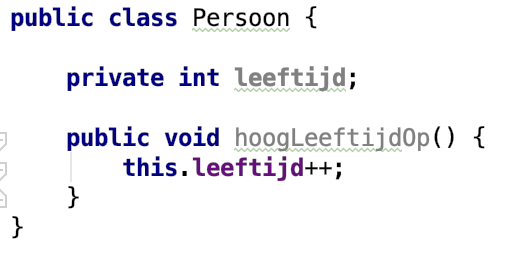 public class Persoon {
private int leeftijd;
public void hoogLeeftijdOp() {
this.leeftijd++;
}
}